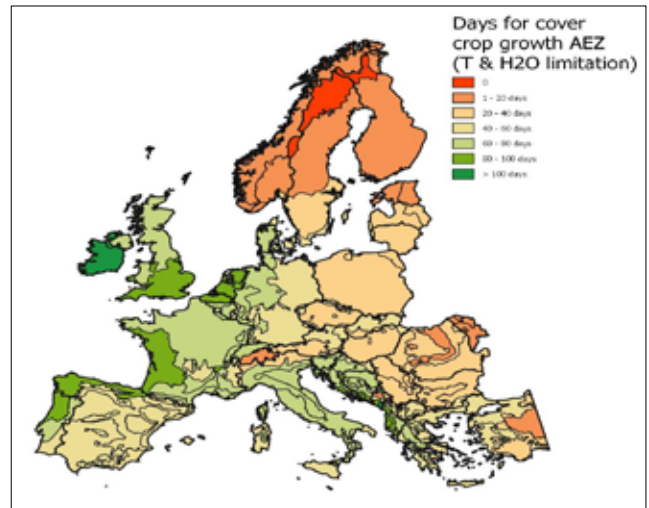 Days for cover
crop growth AEZ
(T & H2O limitation)
0
1 - 20 days
20 - 40 days
40 - 60 days
60 - 80 days
80 - 100 days
> 100 days